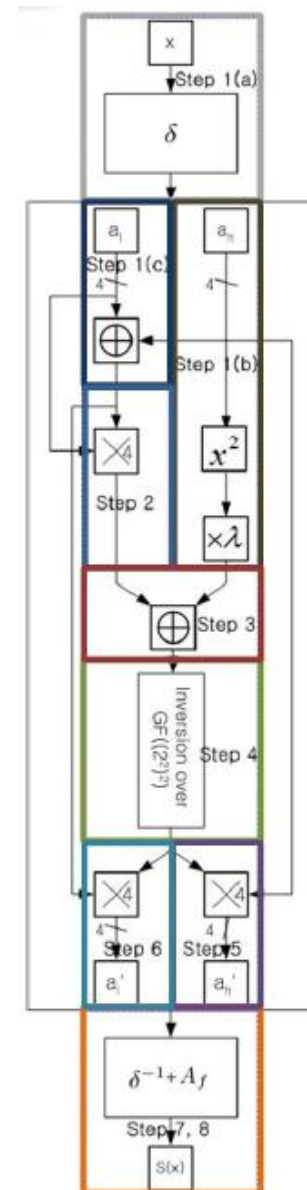 x
Step 1(a)
δ
a_l
a_h
Step 1(c)
4
4
⊕
Step 1(b)
×4
x²
Step 2
×λ
⊕
Step 3
Inversion over
GF((2²)²)
Step 4
×4
×4
4
4
Step 6
Step 5
a_l'
a_h'
δ⁻¹+A_f
Step 7, 8
S(x)